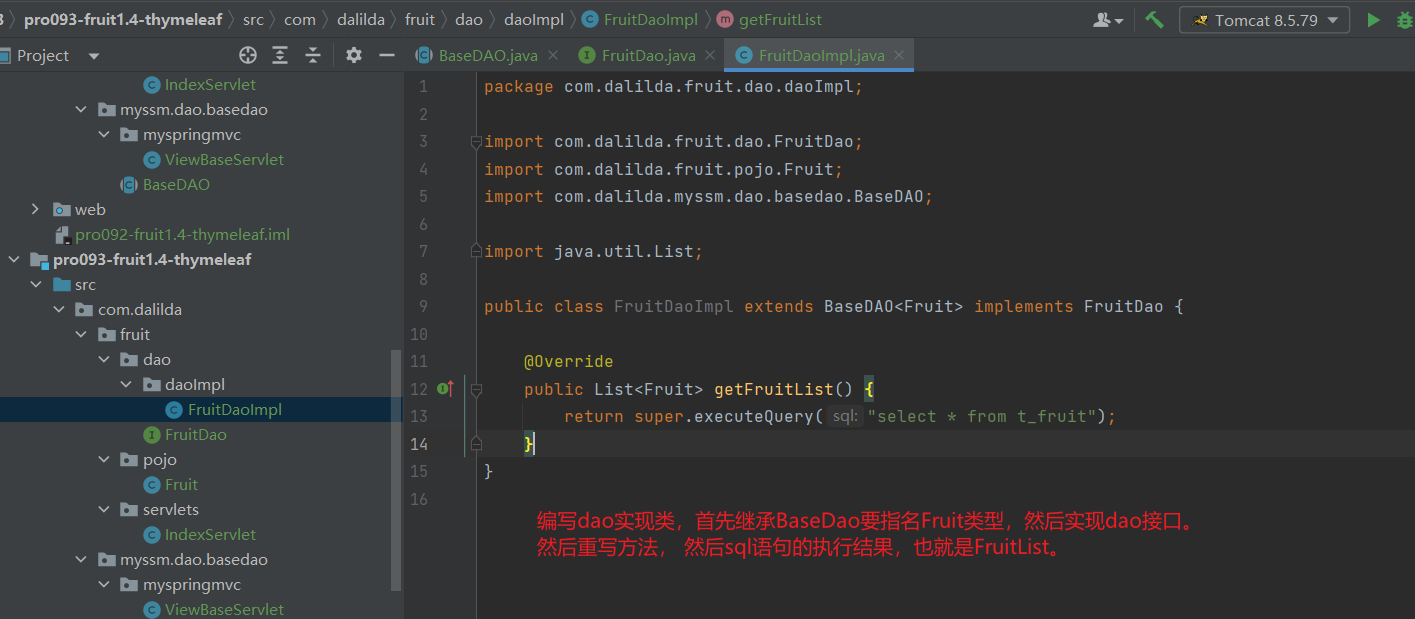 pro093-fruit1.4-thymeleaf src com dalilda fruit dao daoImpl FruitDaoImpl getFruitList Tomcat 8.5.79
Project BaseDAO.java FruitDao.java FruitDaoImpl.java
IndexServlet
myssm.dao.basedao
myspringmvc
ViewBaseServlet
BaseDAO
web
pro092-fruit1.4-thymeleaf.iml
pro093-fruit1.4-thymeleaf
src
com.dalilda
fruit
dao
daoImpl
FruitDaoImpl
FruitDao
pojo
Fruit
servlets
IndexServlet
myssm.dao.basedao
myspringmvc
ViewBaseServlet
1 package com.dalilda.fruit.dao.daoImpl;
2
3 import com.dalilda.fruit.dao.FruitDao;
4 import com.dalilda.fruit.pojo.Fruit;
5 import com.dalilda.myssm.dao.basedao.BaseDAO;
6
7 import java.util.List;
8
9 public class FruitDaoImpl extends BaseDAO<Fruit> implements FruitDao {
10
11 @Override
12 public List<Fruit> getFruitList() {
13 return super.executeQuery( sql: "select * from t_fruit");
14 }
15 }
16
编写dao实现类，首先继承BaseDao要指名Fruit类型，然后实现dao接口。
然后重写方法， 然后sql语句的执行结果，也就是FruitList。